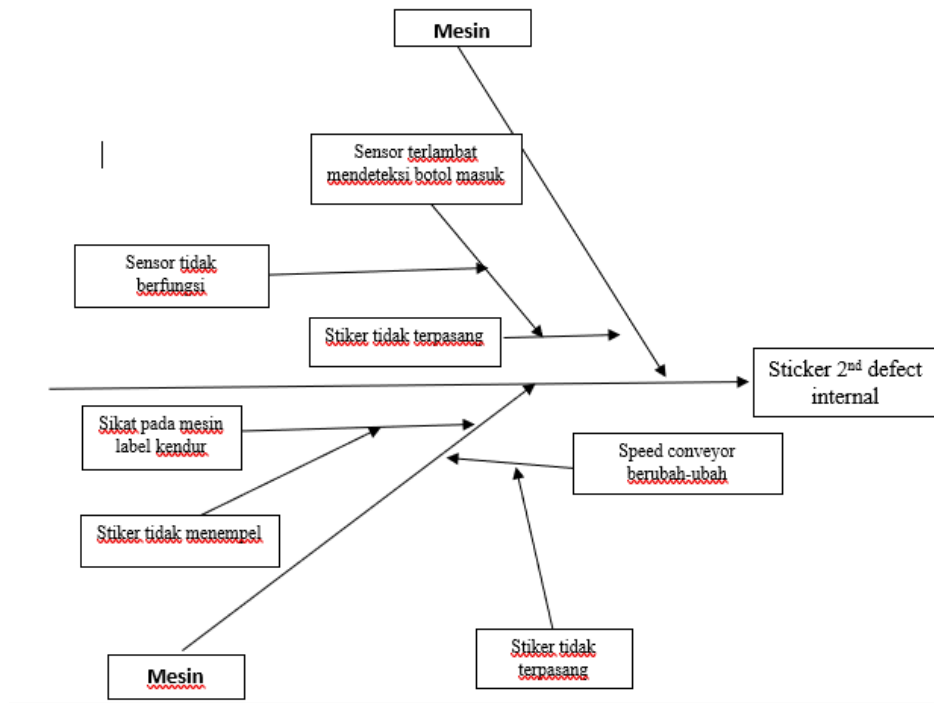 Mesin
Sensor terlambat
mendeteksi botol masuk
Sensor tidak
berfungsi
Stiker tidak terpasang
Sticker 2nd defect
internal
Sikat pada mesin
label kendur
Speed conveyor
berubah-ubah
Stiker tidak menempel
Stiker tidak
terpasang
Mesin